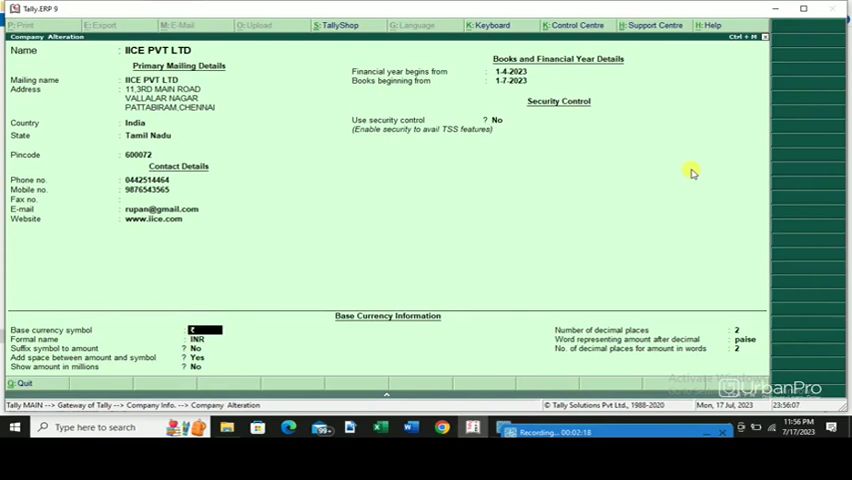 Tally.ERP 9
P: Print E: Export M: E-Mail O: Upload S: TallyShop G: Language K: Keyboard K: Control Centre H: Support Centre H: Help
Company Alteration Ctrl + M x
Name : IICE PVT LTD
Primary Mailing Details
Mailing name : IICE PVT LTD
Address : 11,3RD MAIN ROAD
VALLALAR NAGAR
PATTABIRAM,CHENNAI
Country : India
State : Tamil Nadu
Pincode : 600072
Contact Details
Phone no. : 0442514464
Mobile no. : 9876543565
Fax no. :
E-mail : rupan@gmail.com
Website : www.iice.com
Books and Financial Year Details
Financial year begins from : 1-4-2023
Books beginning from : 1-7-2023
Security Control
Use security control ? No
(Enable security to avail TSS features)
Base Currency Information
Base currency symbol : ₹
Formal name : INR
Suffix symbol to amount ? No
Add space between amount and symbol ? Yes
Show amount in millions ? No
Number of decimal places : 2
Word representing amount after decimal : paise
No. of decimal places for amount in words : 2
Activate Windows
UrbanPro
Q: Quit
Tally MAIN --> Gateway of Tally --> Company Info. --> Company Alteration © Tally Solutions Pvt Ltd., 1988-2020 Mon, 17 Jul, 2023 23:56:07
Type here to search
99+
Recording... 00:02:18
11:56 PM
7/17/2023